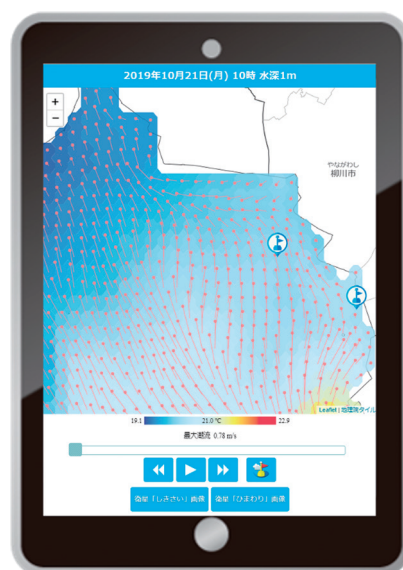 2019年10月21日(月) 10時 水深1m
+
−
やながわし
柳川市
Leaflet | 地理院タイル
19.1 21.0 ℃ 22.9
最大潮流 0.78 m/s
衛星「しきさい」画像 衛星「ひまわり」画像